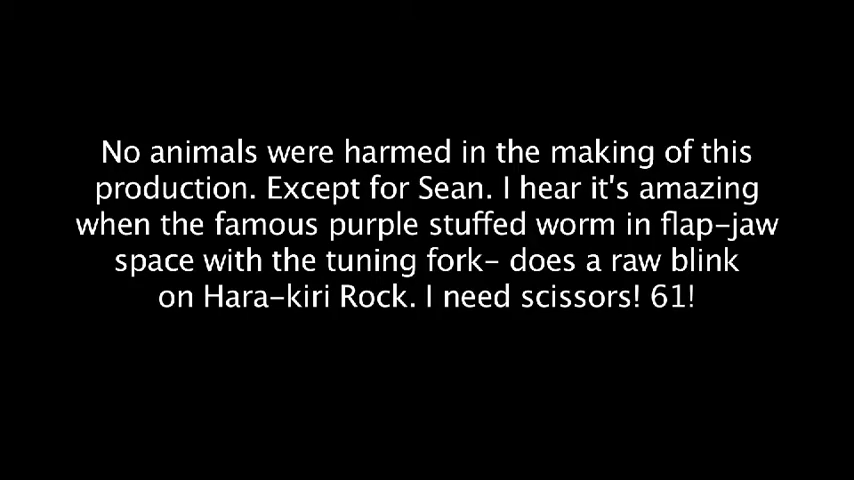 No animals were harmed in the making of this
production. Except for Sean. I hear it's amazing
when the famous purple stuffed worm in flap-jaw
space with the tuning fork- does a raw blink
on Hara-kiri Rock. I need scissors! 61!